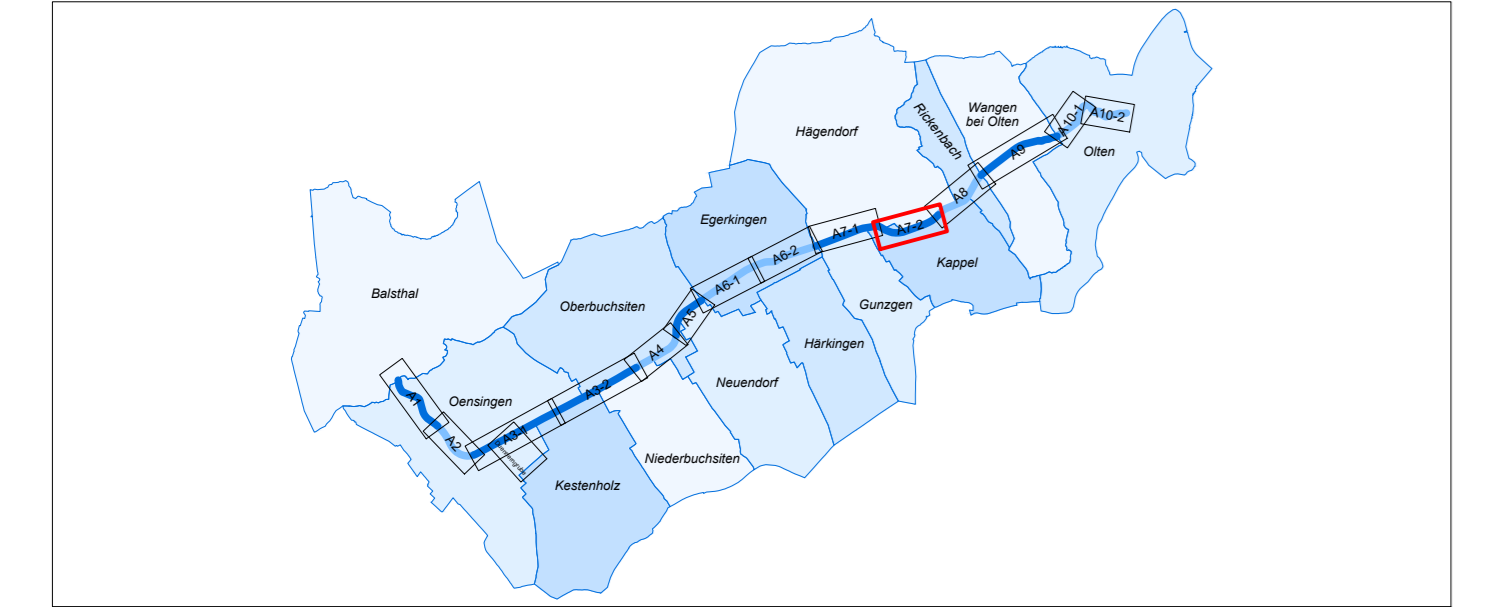 Hägendorf
Rickenbach
Wangen
bei Olten
A10-1
A10-2
Olten
A9
A8
Egerkingen
A7-1
A7-2
Kappel
A6-2
A6-1
Balsthal
Oberbuchsiten
Gunzgen
A5
Härkingen
A4
Neuendorf
A3-2
Oensingen
A1
A2
A3-1
Niederbuchsiten
Kestenholz